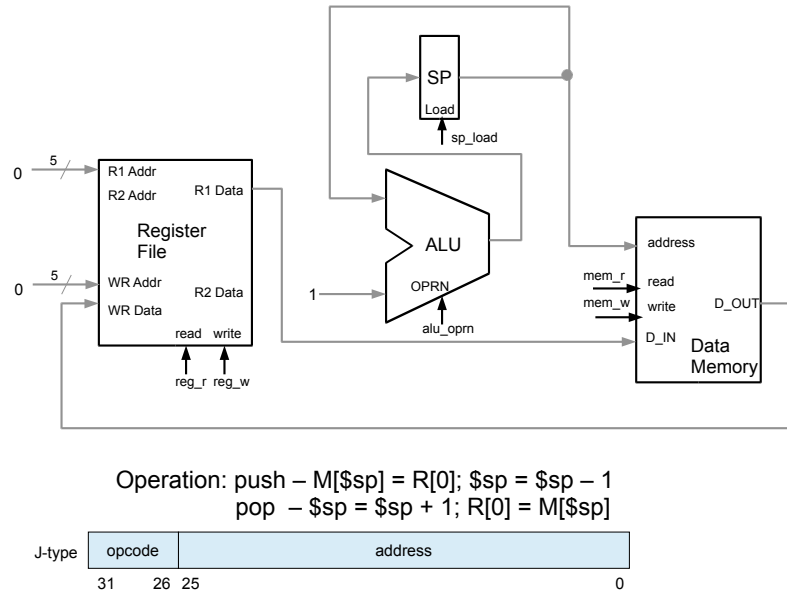 SP
Load
sp_load
0
5
R1 Addr
R2 Addr
R1 Data
Register
File
0
5
WR Addr
WR Data
R2 Data
read write
reg_r reg_w
ALU
1
OPRN
alu_oprn
address
mem_r
read
mem_w
write
D_OUT
D_IN
Data
Memory
Operation: push – M[$sp] = R[0]; $sp = $sp – 1
pop – $sp = $sp + 1; R[0] = M[$sp]
J-type opcode address
31 26 25 0